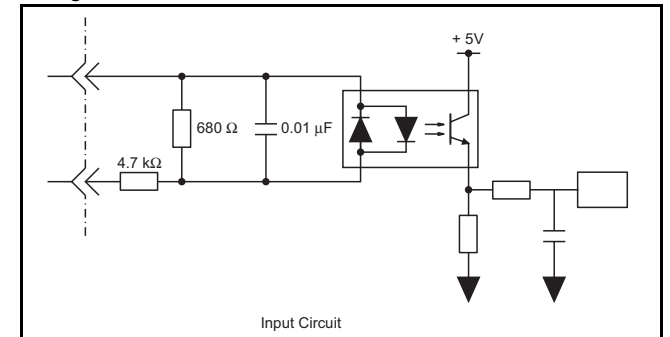 + 5V
680 Ω
0.01 μF
4.7 kΩ
Input Circuit